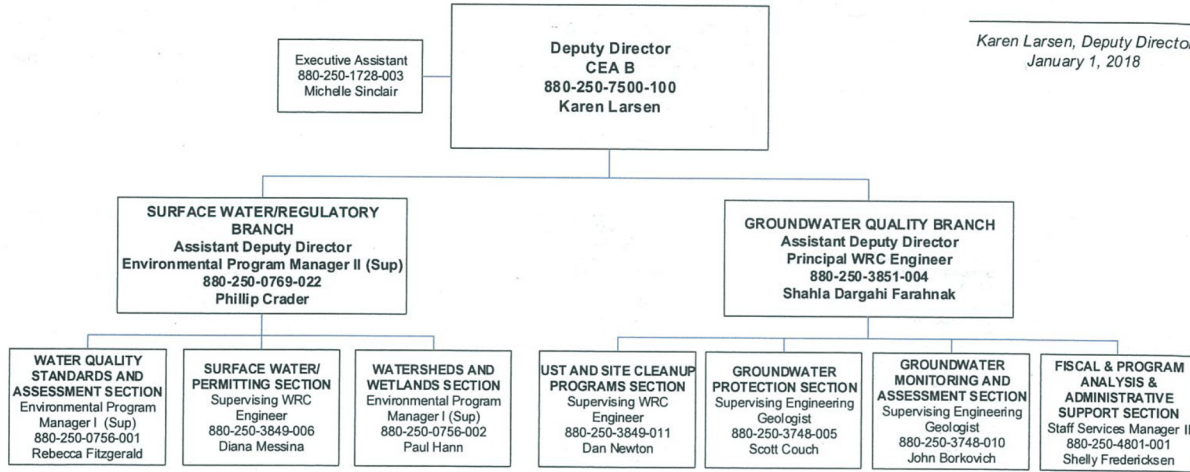 Karen Larsen, Deputy Director
January 1, 2018
Executive Assistant
880-250-1728-003
Michelle Sinclair
Deputy Director
CEA B
880-250-7500-100
Karen Larsen
SURFACE WATER/REGULATORY
BRANCH
Assistant Deputy Director
Environmental Program Manager II (Sup)
880-250-0769-022
Phillip Crader
GROUNDWATER QUALITY BRANCH
Assistant Deputy Director
Principal WRC Engineer
880-250-3851-004
Shahla Dargahi Farahnak
WATER QUALITY
STANDARDS AND
ASSESSMENT SECTION
Environmental Program
Manager I (Sup)
880-250-0756-001
Rebecca Fitzgerald
SURFACE WATER/
PERMITTING SECTION
Supervising WRC
Engineer
880-250-3849-006
Diana Messina
WATERSHEDS AND
WETLANDS SECTION
Environmental Program
Manager I (Sup)
880-250-0756-002
Paul Hann
UST AND SITE CLEANUP
PROGRAMS SECTION
Supervising WRC
Engineer
880-250-3849-011
Dan Newton
GROUNDWATER
PROTECTION SECTION
Supervising Engineering
Geologist
880-250-3748-005
Scott Couch
GROUNDWATER
MONITORING AND
ASSESSMENT SECTION
Supervising Engineering
Geologist
880-250-3748-010
John Borkovich
FISCAL & PROGRAM
ANALYSIS &
ADMINISTRATIVE
SUPPORT SECTION
Staff Services Manager II
880-250-4801-001
Shelly Fredericksen